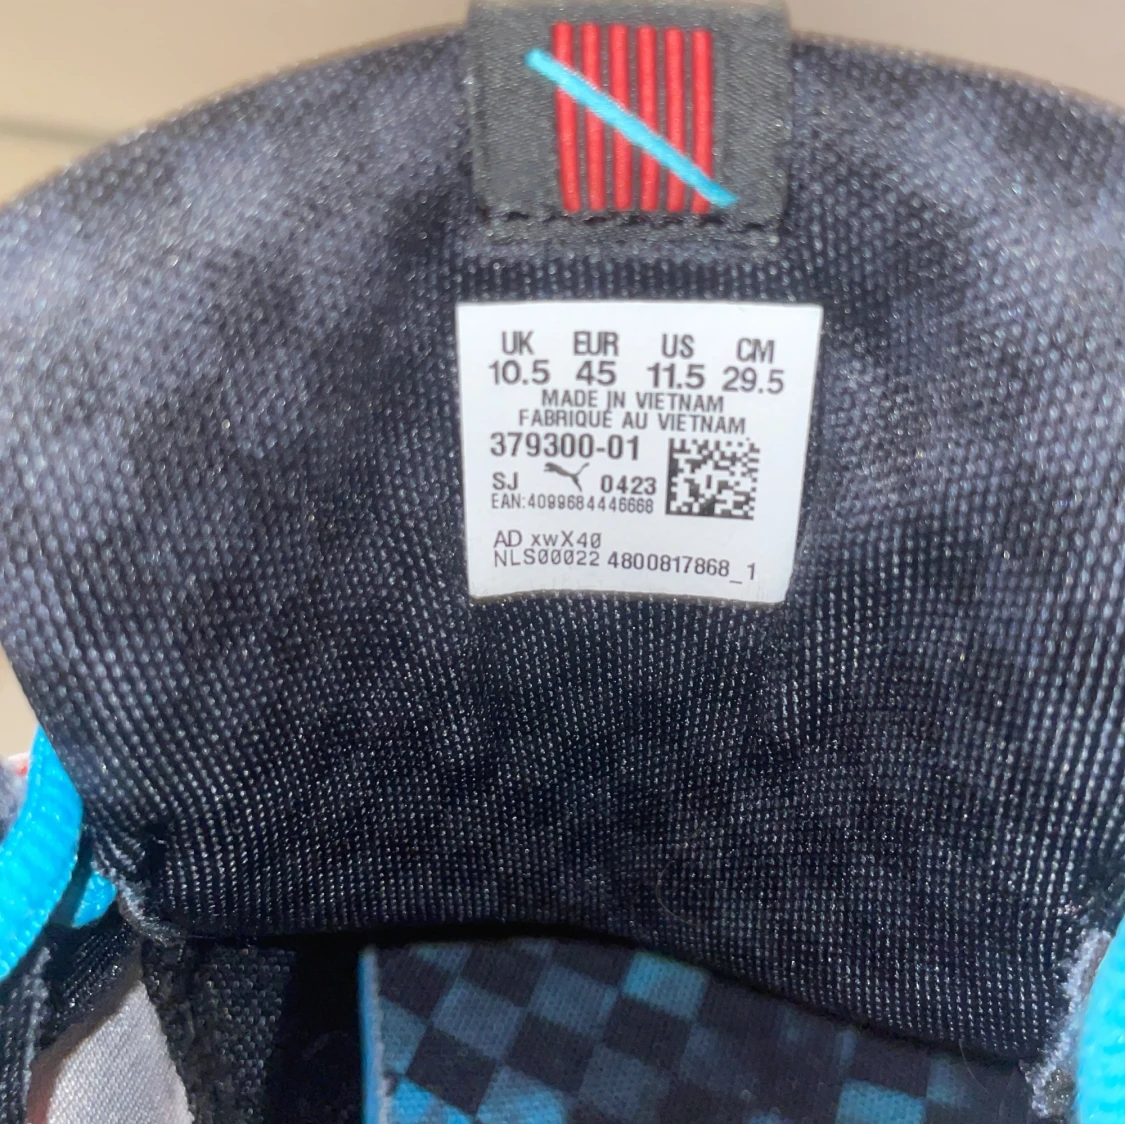 UK EUR US CM
10.5 45 11.5 29.5
MADE IN VIETNAM
FABRIQUÉ AU VIETNAM
379300-01
SJ 0423
EAN:4099684446668
AD xwX40
NLS00022 4800817868_1